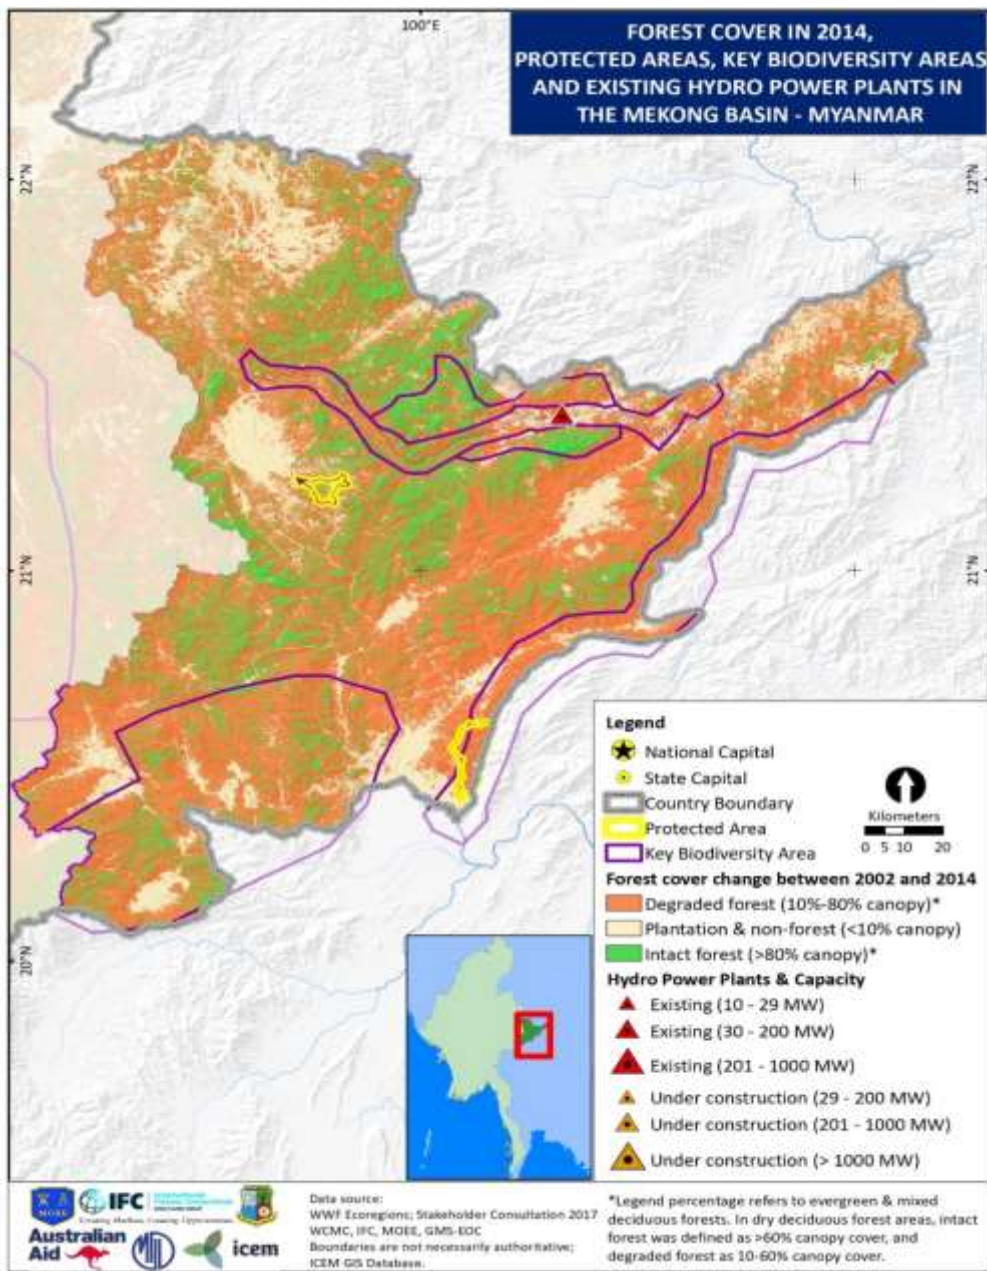 100°E
FOREST COVER IN 2014,
PROTECTED AREAS, KEY BIODIVERSITY AREAS
AND EXISTING HYDRO POWER PLANTS IN
THE MEKONG BASIN - MYANMAR
22°N
22°N
21°N
21°N
20°N
Legend
National Capital
State Capital
Country Boundary
Protected Area
Key Biodiversity Area
Kilometers
0 5 10 20
Forest cover change between 2002 and 2014
Degraded forest (10%-80% canopy)*
Plantation & non-forest (<10% canopy)
Intact forest (>80% canopy)*
Hydro Power Plants & Capacity
Existing (10 - 29 MW)
Existing (30 - 200 MW)
Existing (201 - 1000 MW)
Under construction (29 - 200 MW)
Under construction (201 - 1000 MW)
Under construction (> 1000 MW)
MOEE
IFC
Creating Markets, Creating Opportunities
Australian
Aid
icem
Data source:
WWF Ecoregions; Stakeholder Consultation 2017
WCMC, IFC, MOEE, GMS-EOC
Boundaries are not necessarily authoritative;
ICEM GIS Database.
*Legend percentage refers to evergreen & mixed
deciduous forests. In dry deciduous forest areas, intact
forest was defined as >60% canopy cover, and
degraded forest as 10-60% canopy cover.